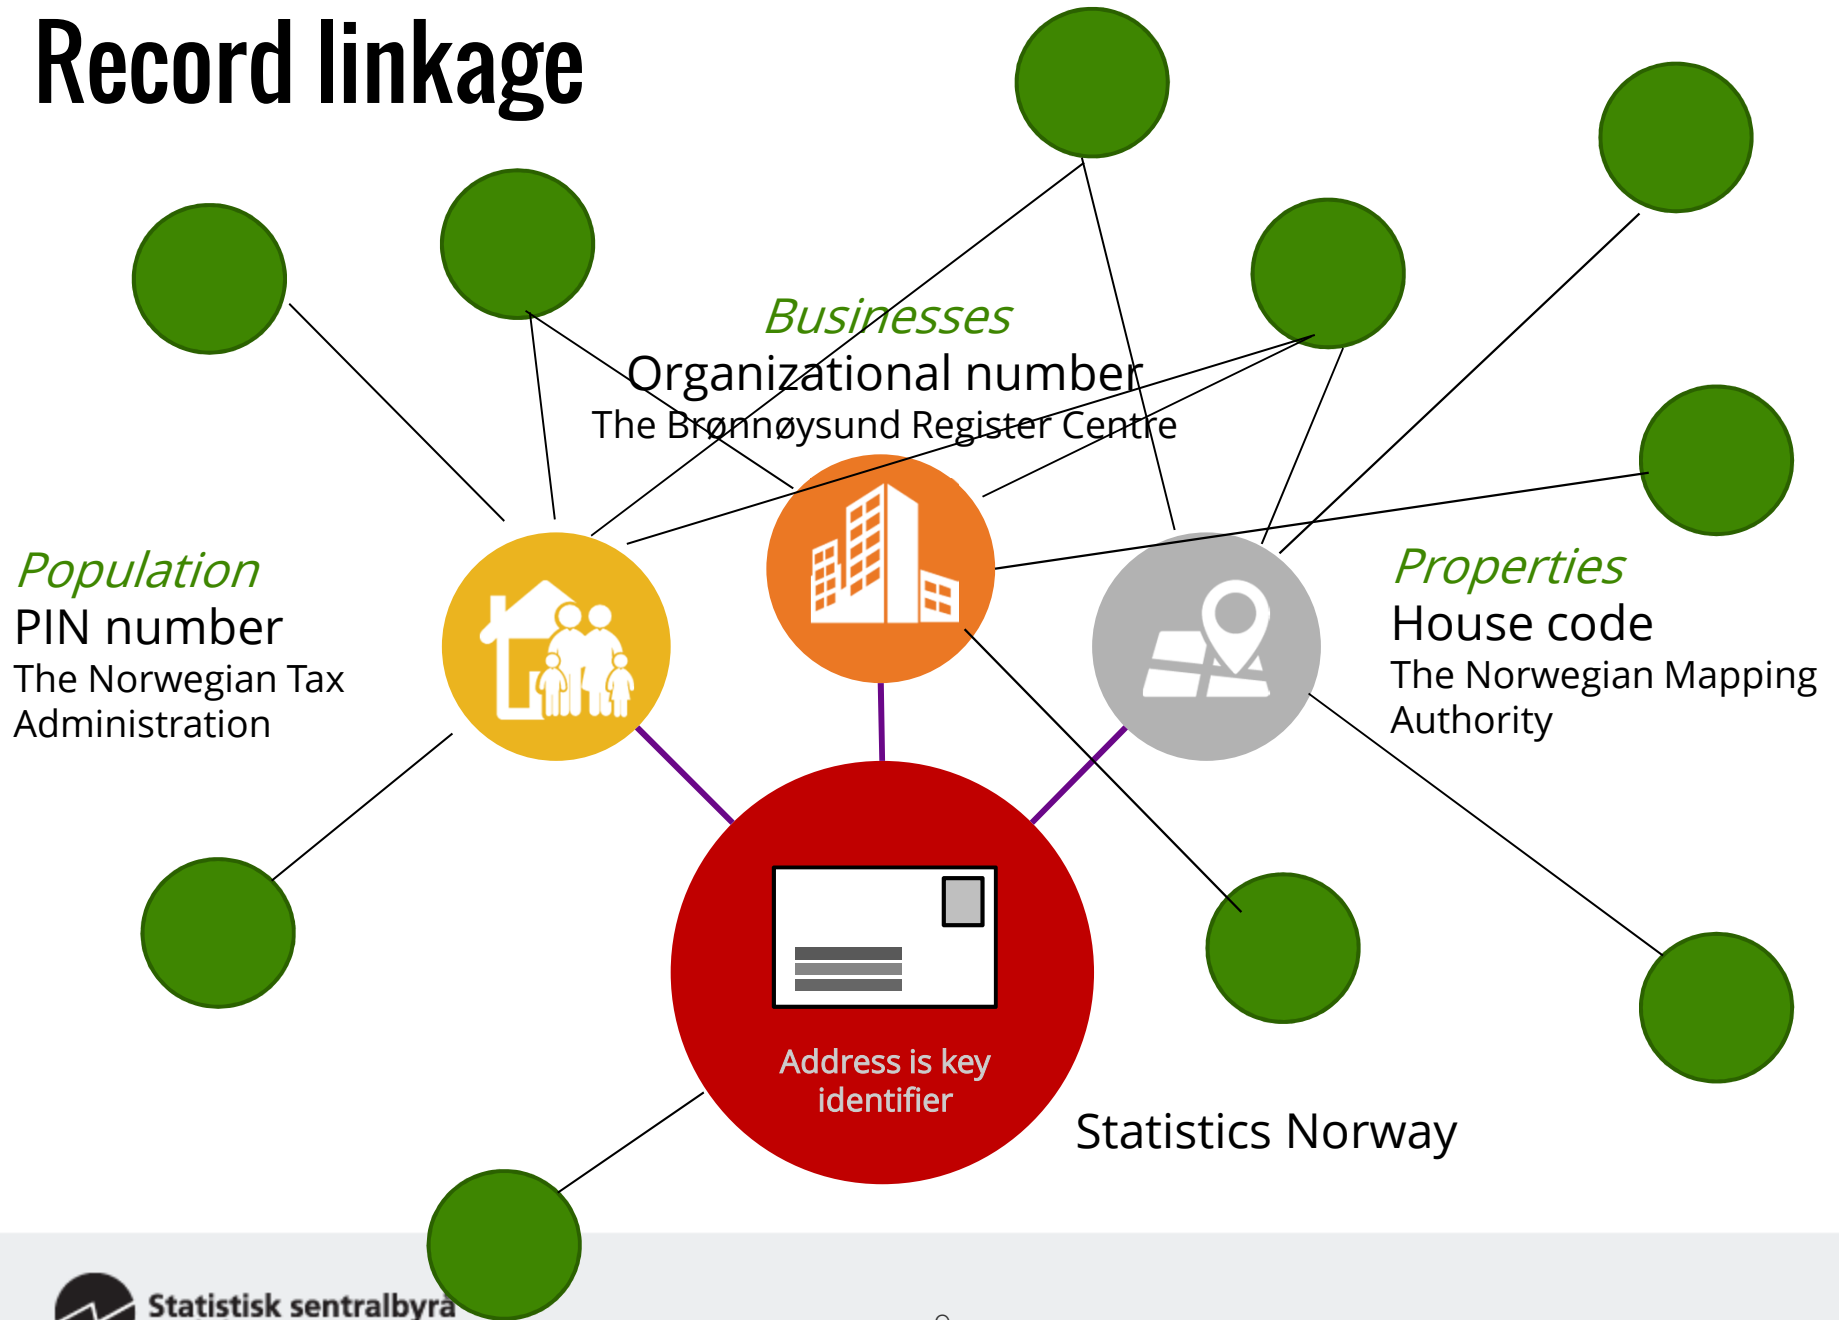 Record linkage
Businesses
Organizational number
The Brønnøysund Register Centre
Population
PIN number
The Norwegian Tax
Administration
Properties
House code
The Norwegian Mapping
Authority
Address is key
identifier
Statistics Norway
Statistisk sentralbyrå